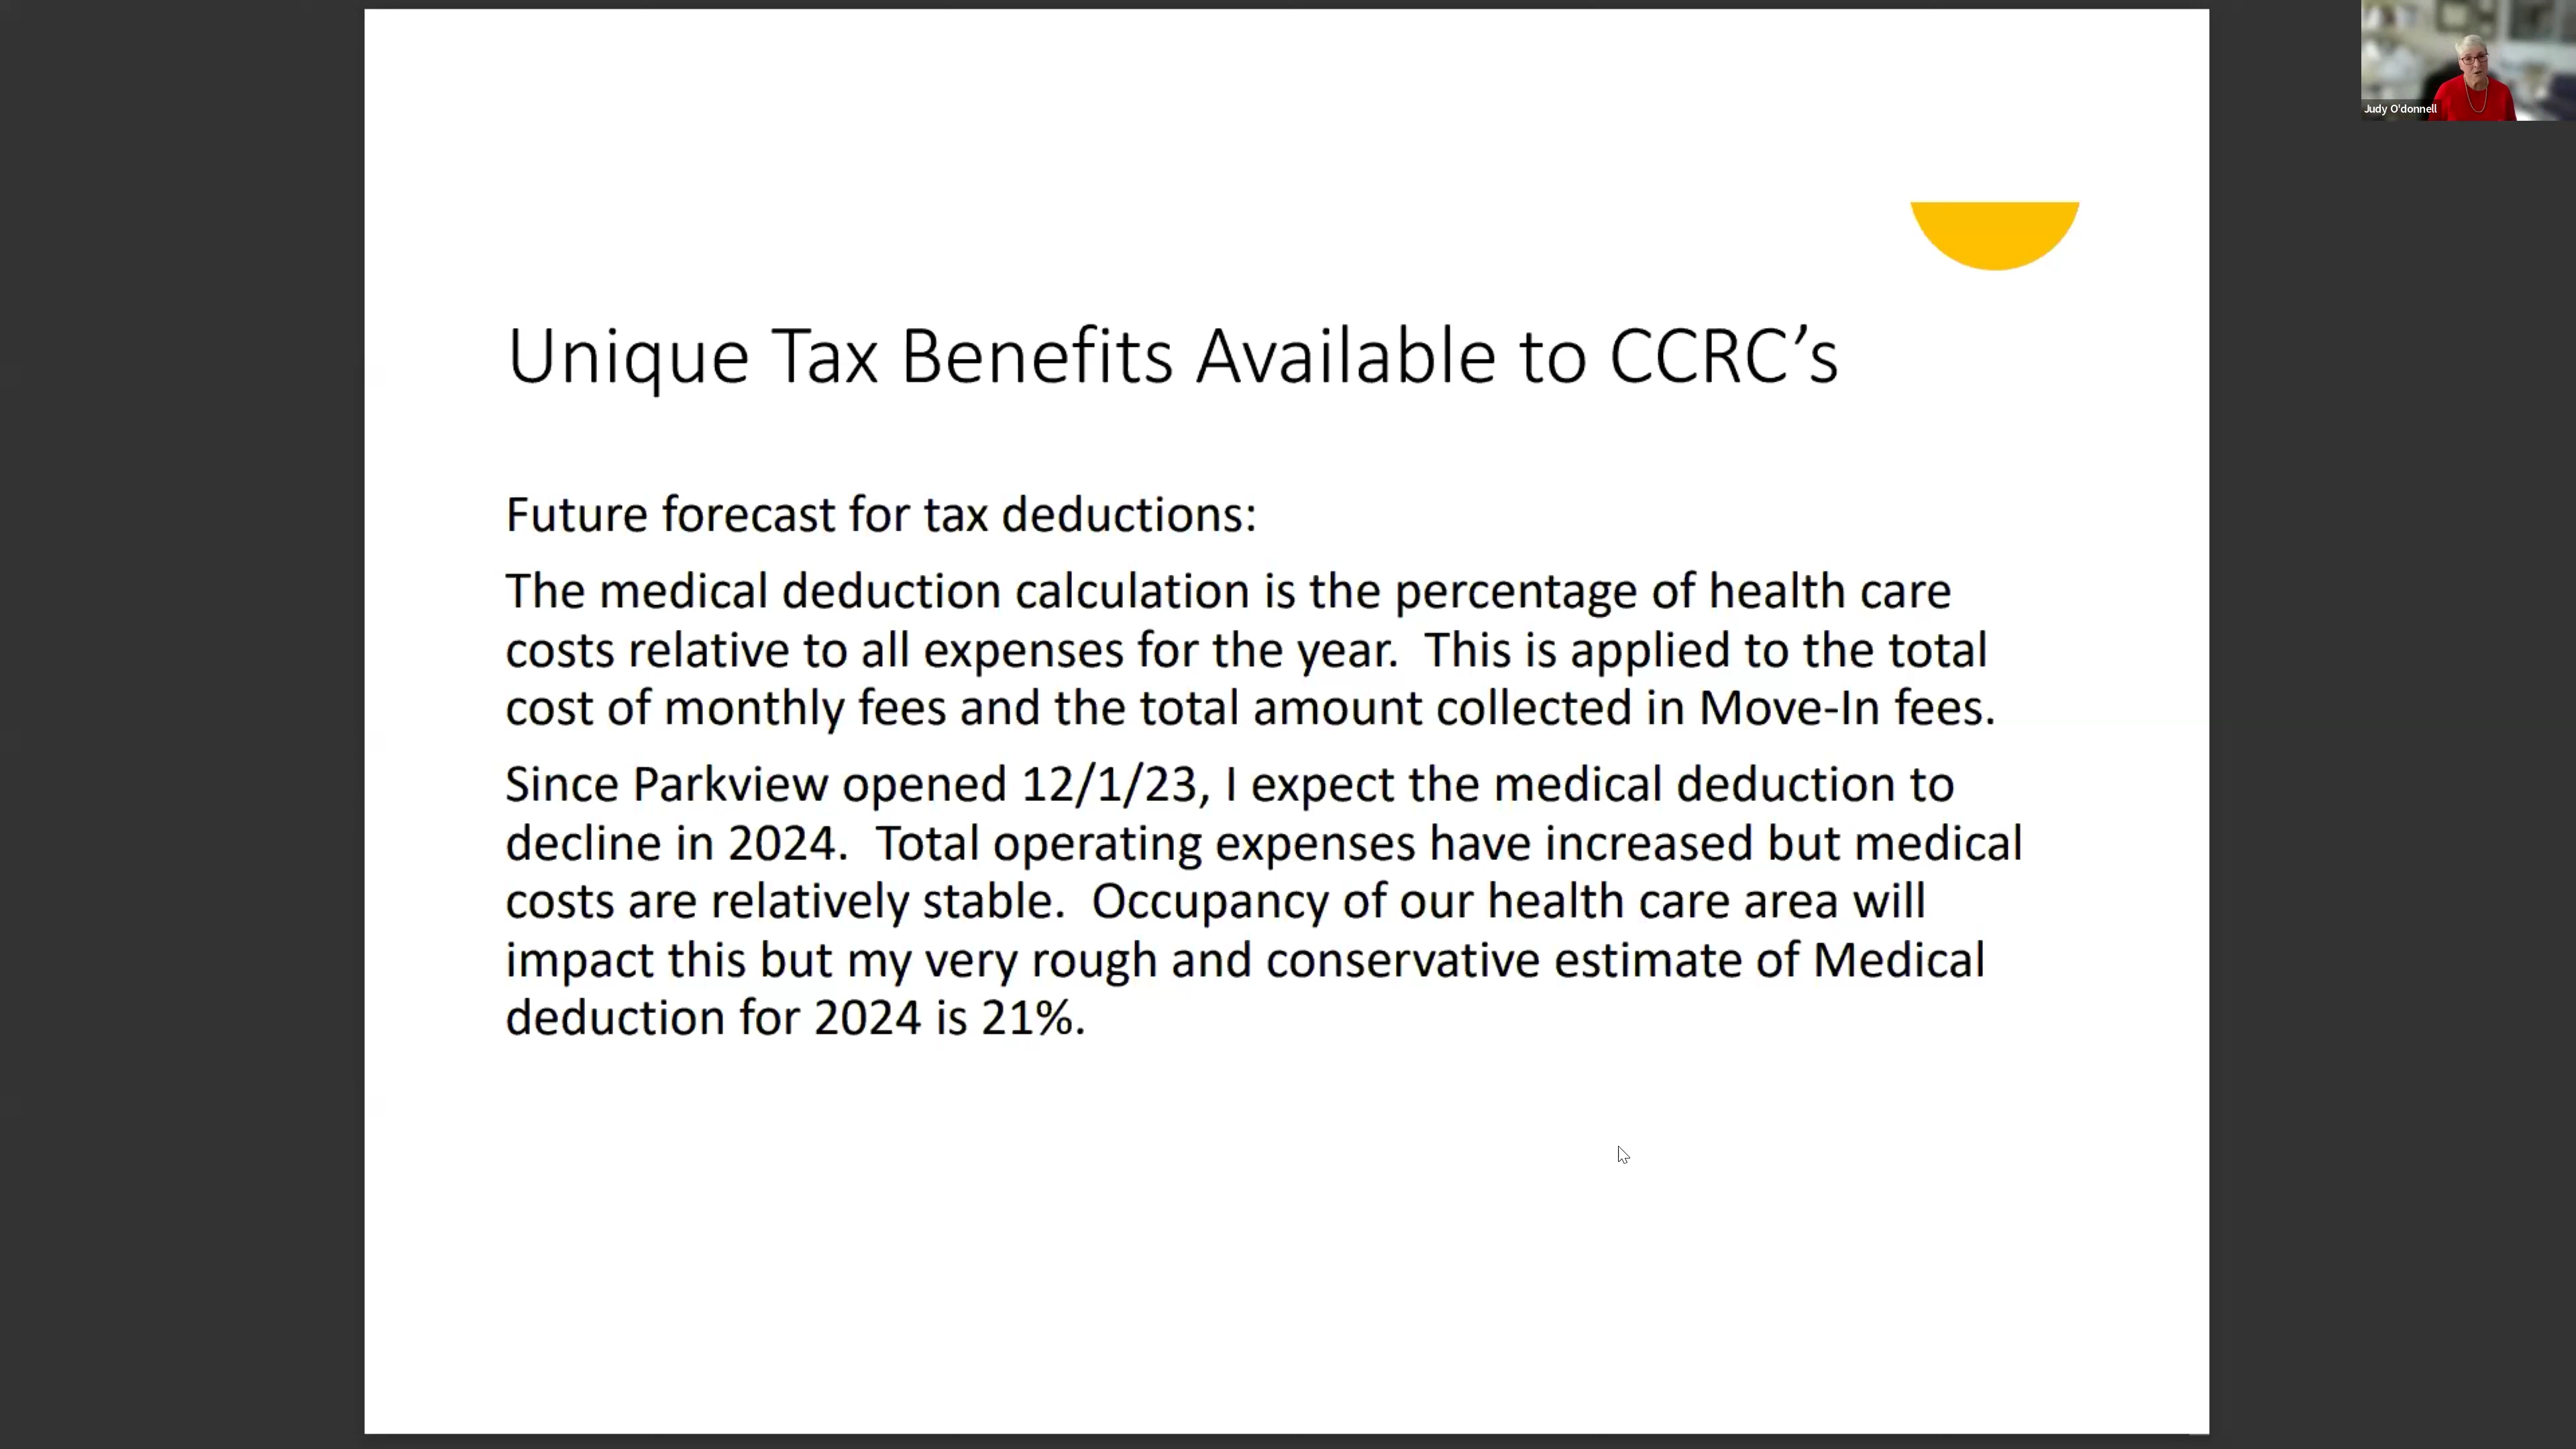 Judy O'donnell
Unique Tax Benefits Available to CCRC’s
Future forecast for tax deductions:
The medical deduction calculation is the percentage of health care
costs relative to all expenses for the year.  This is applied to the total
cost of monthly fees and the total amount collected in Move-In fees.
Since Parkview opened 12/1/23, I expect the medical deduction to
decline in 2024.  Total operating expenses have increased but medical
costs are relatively stable.  Occupancy of our health care area will
impact this but my very rough and conservative estimate of Medical
deduction for 2024 is 21%.